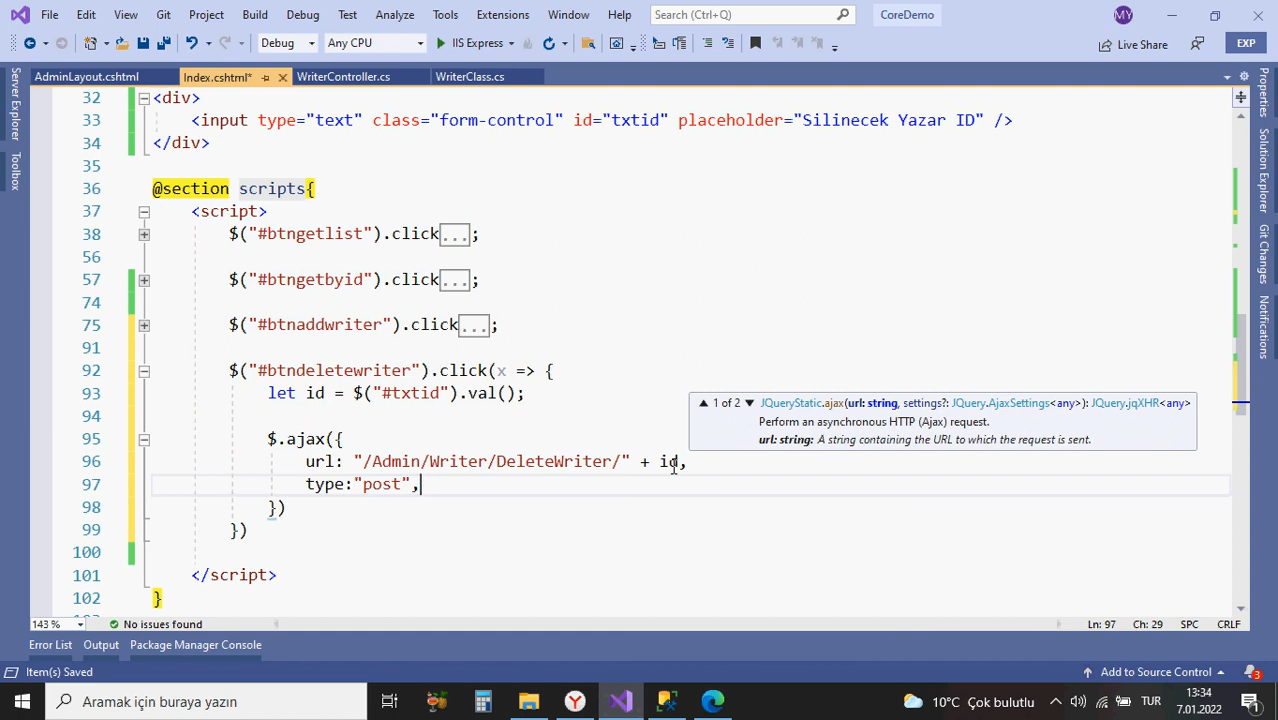 File Edit View Git Project Build Debug Test Analyze Tools Extensions Window Help Search (Ctrl+Q) CoreDemo MY
Debug Any CPU IIS Express Live Share EXP
AdminLayout.cshtml Index.cshtml* WriterController.cs WriterClass.cs
Server Explorer
Toolbox
Properties
Solution Explorer
Git Changes
Notifications
32 <div>
33 <input type="text" class="form-control" id="txtid" placeholder="Silinecek Yazar ID" />
34 </div>
35
36 @section scripts{
37 <script>
38 $("#btngetlist").click...;
56
57 $("#btngetbyid").click...;
74
75 $("#btnaddwriter").click...;
91
92 $("#btndeletewriter").click(x => {
93 let id = $("#txtid").val();
94
1 of 2 JQueryStatic.ajax(url: string, settings?: JQuery.AjaxSettings<any>): JQuery.jqXHR<any>
Perform an asynchronous HTTP (Ajax) request.
url: string: A string containing the URL to which the request is sent.
95 $.ajax({
96 url: "/Admin/Writer/DeleteWriter/" + id,
97 type:"post",
98 })
99 })
100
101 </script>
102 }
143 % No issues found Ln: 97 Ch: 29 SPC CRLF
Error List Output Package Manager Console
Item(s) Saved Add to Source Control 3
Aramak için buraya yazın 10°C Çok bulutlu TUR 13:34
7.01.2022 1